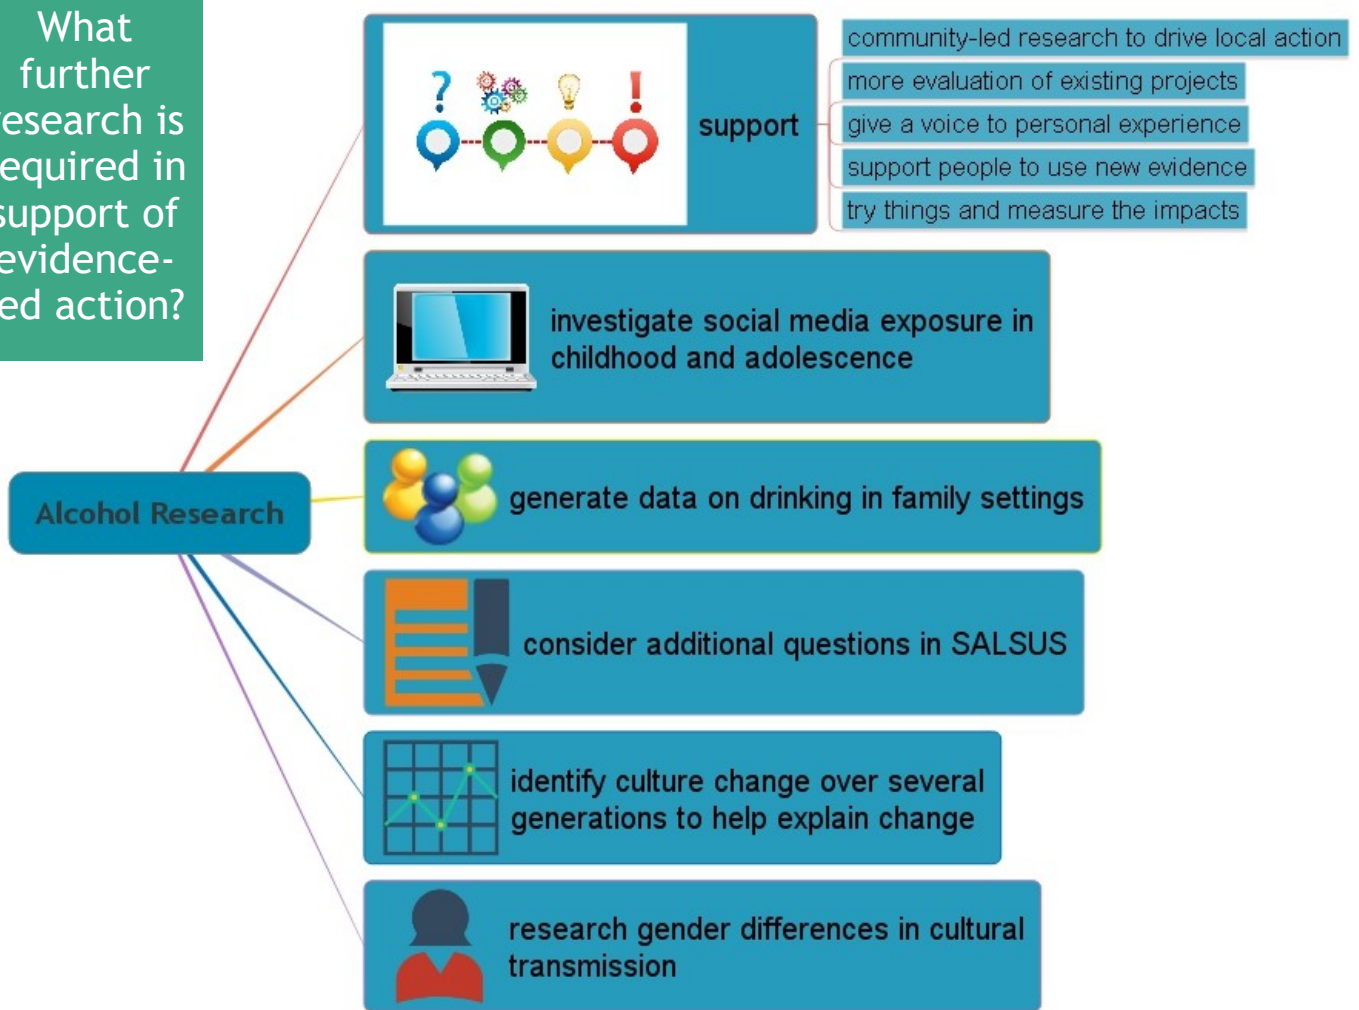 What
further
research is
required in
support of
evidence-
led action?
support
community-led research to drive local action
more evaluation of existing projects
give a voice to personal experience
support people to use new evidence
try things and measure the impacts
investigate social media exposure in
childhood and adolescence
Alcohol Research
generate data on drinking in family settings
consider additional questions in SALSUS
identify culture change over several
generations to help explain change
research gender differences in cultural
transmission